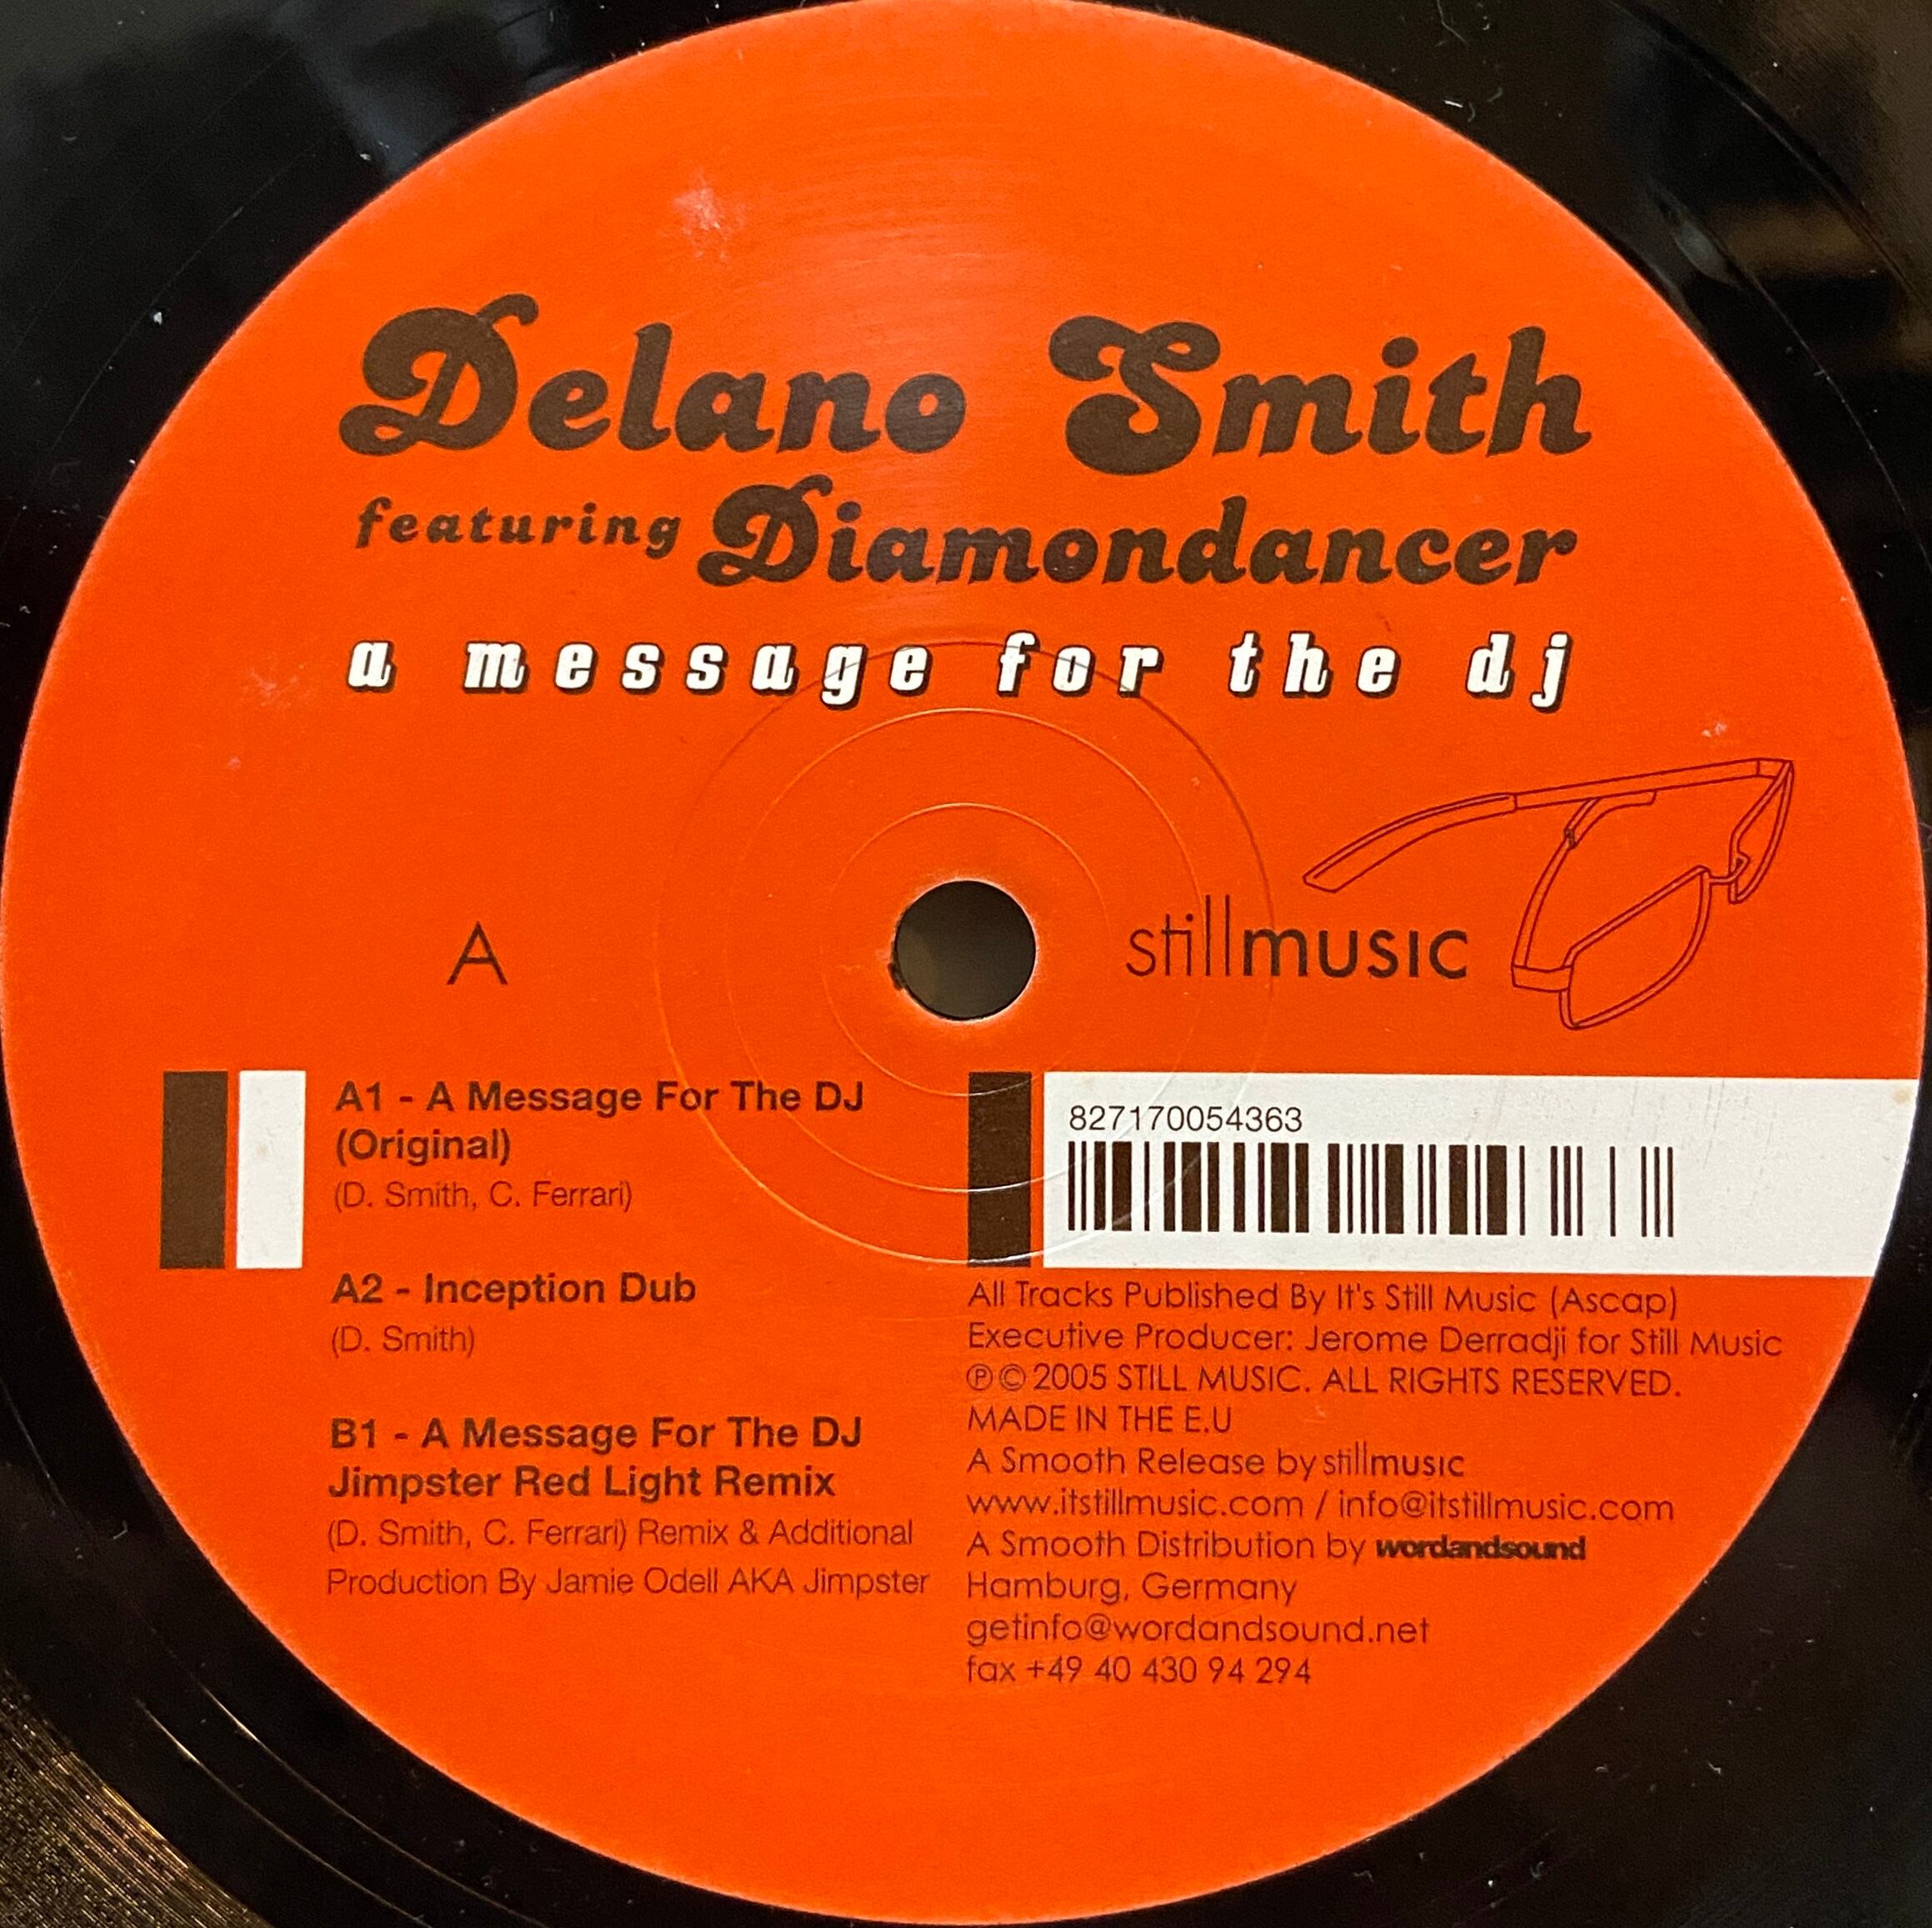 Delano Smith
featuring Diamondancer
a message for the dj
A
stillmusic
A1 - A Message For The DJ
(Original)
(D. Smith, C. Ferrari)
A2 - Inception Dub
(D. Smith)
B1 - A Message For The DJ
Jimpster Red Light Remix
(D. Smith, C. Ferrari) Remix & Additional
Production By Jamie Odell AKA Jimpster
827170054363
All Tracks Published By It's Still Music (Ascap)
Executive Producer: Jerome Derradji for Still Music
℗© 2005 STILL MUSIC. ALL RIGHTS RESERVED.
MADE IN THE E.U
A Smooth Release by stillmusic
www.itstillmusic.com / info@itstillmusic.com
A Smooth Distribution by wordandsound
Hamburg, Germany
getinfo@wordandsound.net
fax +49 40 430 94 294